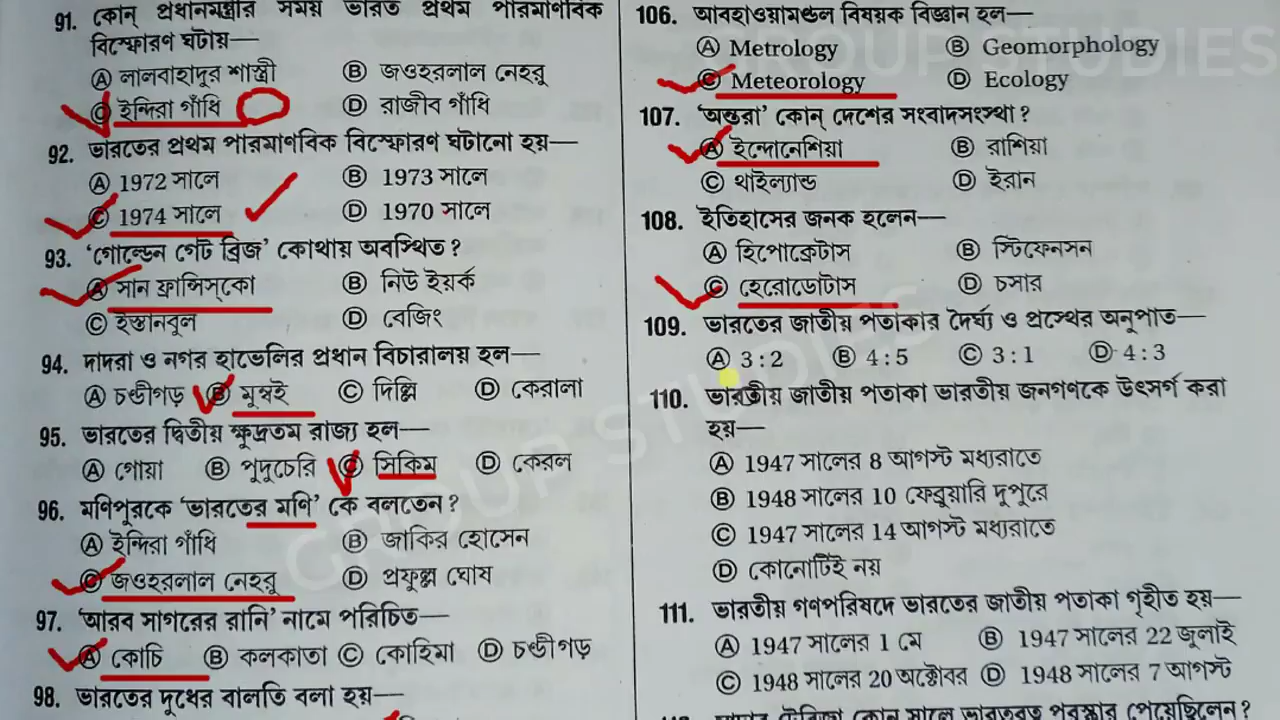 91. কোন্ প্রধানমন্ত্রীর সময় ভারত প্রথম পারমাণবিক
বিস্ফোরণ ঘটায়—
Ⓐ লালবাহাদুর শাস্ত্রী Ⓑ জওহরলাল নেহরু
Ⓒ ইন্দিরা গাঁধি Ⓓ রাজীব গাঁধি
92. ভারতের প্রথম পারমাণবিক বিস্ফোরণ ঘটানো হয়—
Ⓐ 1972 সালে Ⓑ 1973 সালে
Ⓒ 1974 সালে Ⓓ 1970 সালে
93. ‘গোল্ডেন গেট ব্রিজ’ কোথায় অবস্থিত?
Ⓐ সান ফ্রান্সিস্কো Ⓑ নিউ ইয়র্ক
Ⓒ ইস্তানবুল Ⓓ বেজিং
94. দাদরা ও নগর হাভেলির প্রধান বিচারালয় হল—
Ⓐ চণ্ডীগড় Ⓑ মুম্বই Ⓒ দিল্লি Ⓓ কেরালা
95. ভারতের দ্বিতীয় ক্ষুদ্রতম রাজ্য হল—
Ⓐ গোয়া Ⓑ পুদুচেরি Ⓒ সিকিম Ⓓ কেরল
96. মণিপুরকে ‘ভারতের মণি’ কে বলতেন?
Ⓐ ইন্দিরা গাঁধি Ⓑ জাকির হোসেন
Ⓒ জওহরলাল নেহরু Ⓓ প্রফুল্ল ঘোষ
97. ‘আরব সাগরের রানি’ নামে পরিচিত—
Ⓐ কোচি Ⓑ কলকাতা Ⓒ কোহিমা Ⓓ চণ্ডীগড়
98. ভারতের দুধের বালতি বলা হয়—
106. আবহাওয়ামণ্ডল বিষয়ক বিজ্ঞান হল—
Ⓐ Metrology Ⓑ Geomorphology
Ⓒ Meteorology Ⓓ Ecology
107. ‘অন্তরা’ কোন্ দেশের সংবাদসংস্থা?
Ⓐ ইন্দোনেশিয়া Ⓑ রাশিয়া
Ⓒ থাইল্যান্ড Ⓓ ইরান
108. ইতিহাসের জনক হলেন—
Ⓐ হিপোক্রেটাস Ⓑ স্টিফেনসন
Ⓒ হেরোডোটাস Ⓓ চসার
109. ভারতের জাতীয় পতাকার দৈর্ঘ্য ও প্রস্থের অনুপাত—
Ⓐ 3 : 2 Ⓑ 4 : 5 Ⓒ 3 : 1 Ⓓ 4 : 3
110. ভারতীয় জাতীয় পতাকা ভারতীয় জনগণকে উৎসর্গ করা
হয়—
Ⓐ 1947 সালের 8 আগস্ট মধ্যরাতে
Ⓑ 1948 সালের 10 ফেব্রুয়ারি দুপুরে
Ⓒ 1947 সালের 14 আগস্ট মধ্যরাতে
Ⓓ কোনোটিই নয়
111. ভারতীয় গণপরিষদে ভারতের জাতীয় পতাকা গৃহীত হয়—
Ⓐ 1947 সালের 1 মে Ⓑ 1947 সালের 22 জুলাই
Ⓒ 1948 সালের 20 অক্টোবর Ⓓ 1948 সালের 7 আগস্ট
কোন সালে ভারতরত্ন পুরস্কার পেয়েছিলেন?
GROUP STUDIES
GROUP STUDIES